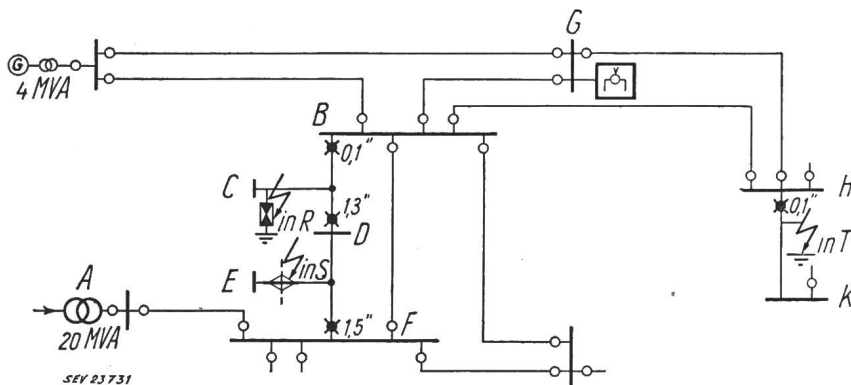 G
G
4 MVA
B
0,1"
C
H
1,3"
0,1"
in R
D
in T
in S
E
A
K
1,5"
F
20 MVA
SEV 23731